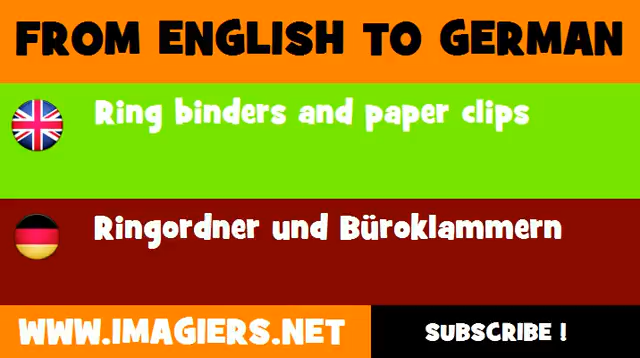 FROM ENGLISH TO GERMAN
Ring binders and paper clips
Ringordner und Büroklammern
WWW.IMAGIERS.NET
SUBSCRIBE !